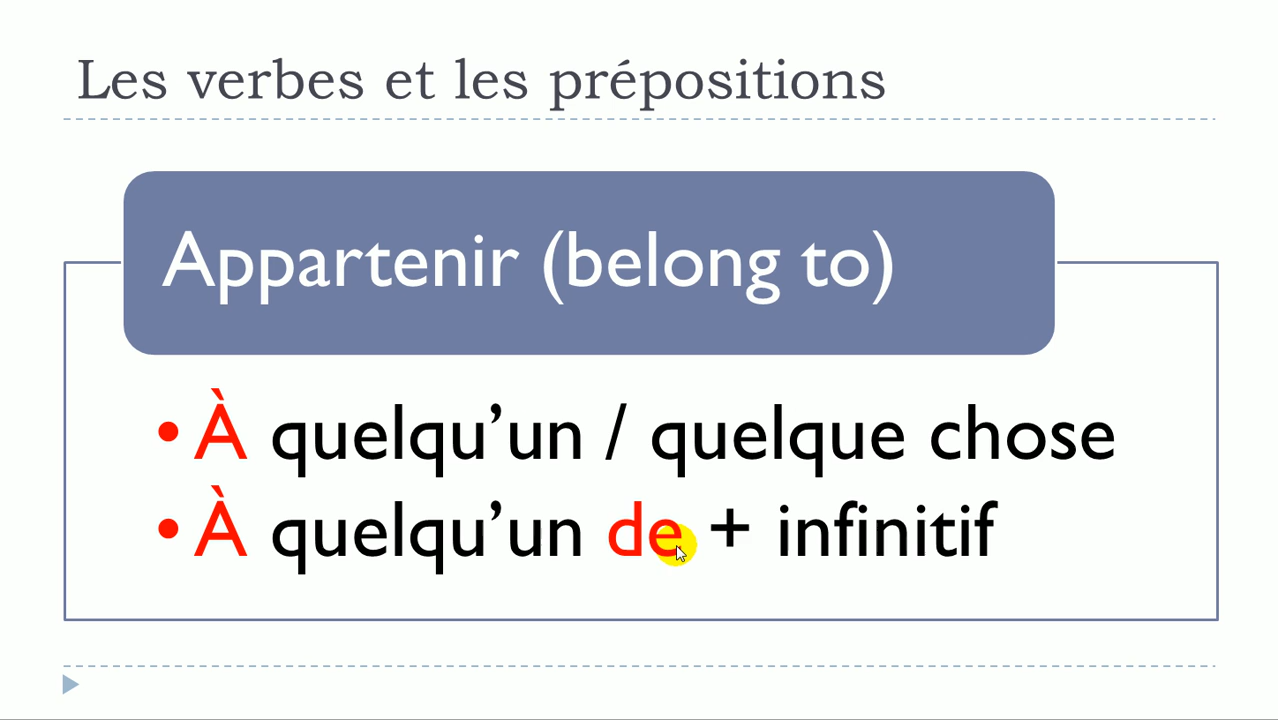 Les verbes et les prépositions
Appartenir (belong to)
• À quelqu’un / quelque chose
• À quelqu’un de + infinitif